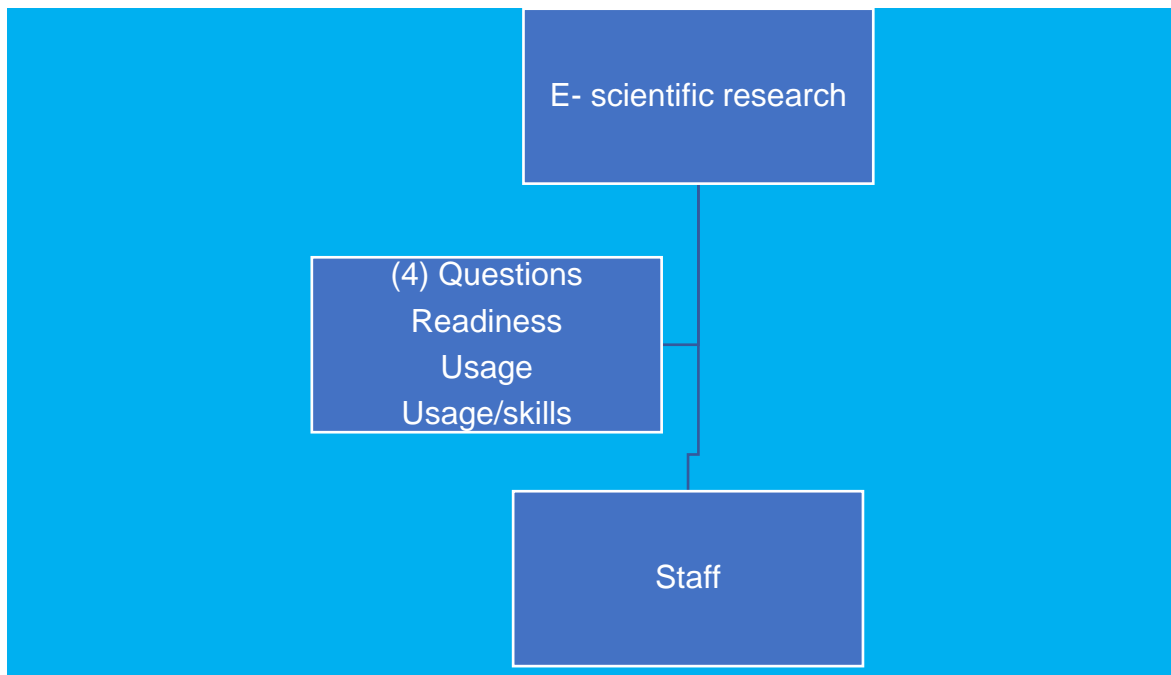 E- scientific research
(4) Questions
Readiness
Usage
Usage/skills
Staff